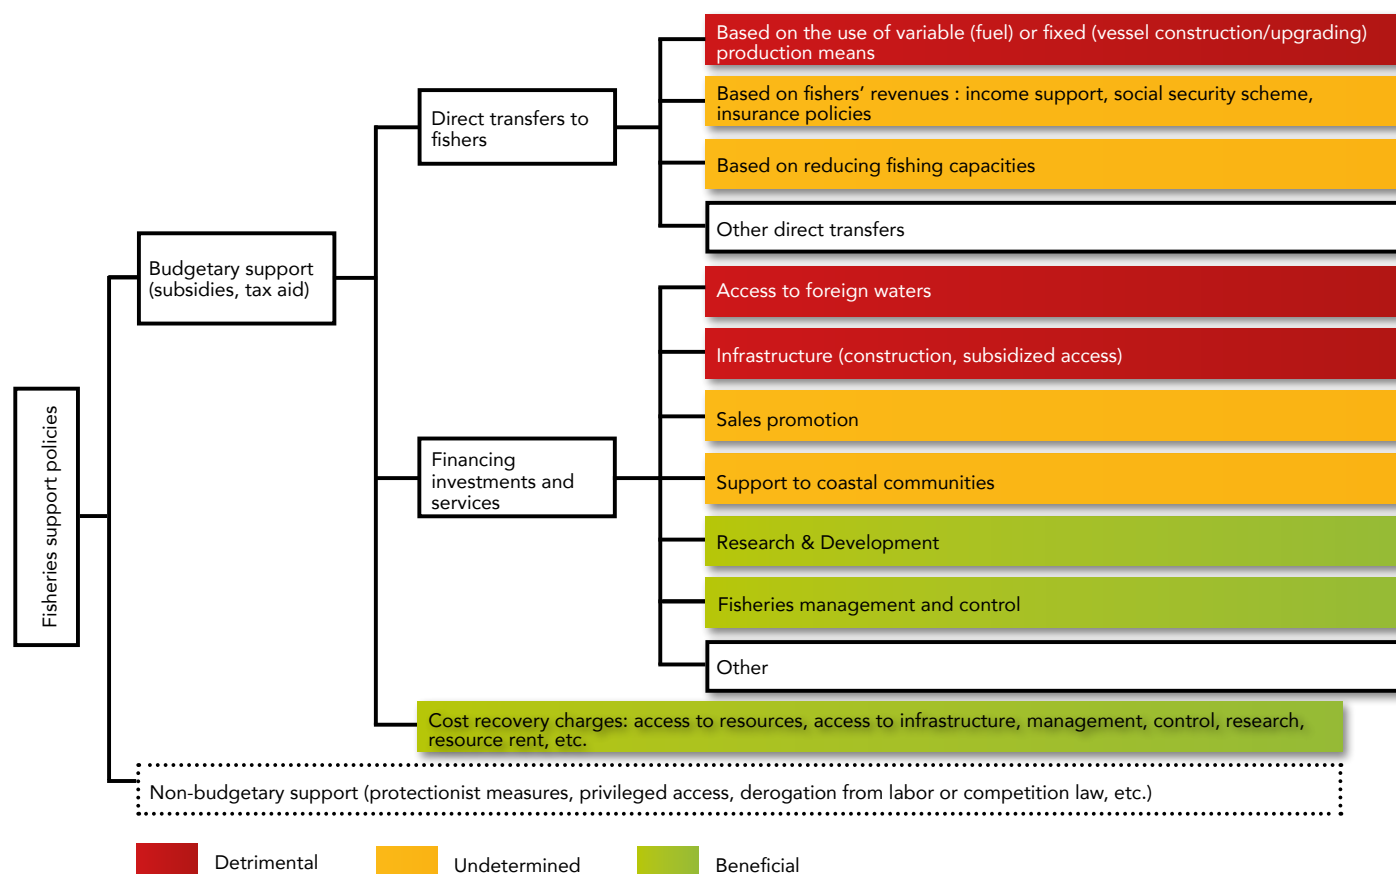 Based on the use of variable (fuel) or fixed (vessel construction/upgrading)
production means
Based on fishers’ revenues : income support, social security scheme,
insurance policies
Direct transfers to
fishers
Based on reducing fishing capacities
Other direct transfers
Budgetary support
(subsidies, tax aid)
Access to foreign waters
Infrastructure (construction, subsidized access)
Sales promotion
Financing
investments and
services
Support to coastal communities
Research & Development
Fisheries management and control
Other
Fisheries support policies
Cost recovery charges: access to resources, access to infrastructure, management, control, research,
resource rent, etc.
Non-budgetary support (protectionist measures, privileged access, derogation from labor or competition law, etc.)
Detrimental
Undetermined
Beneficial